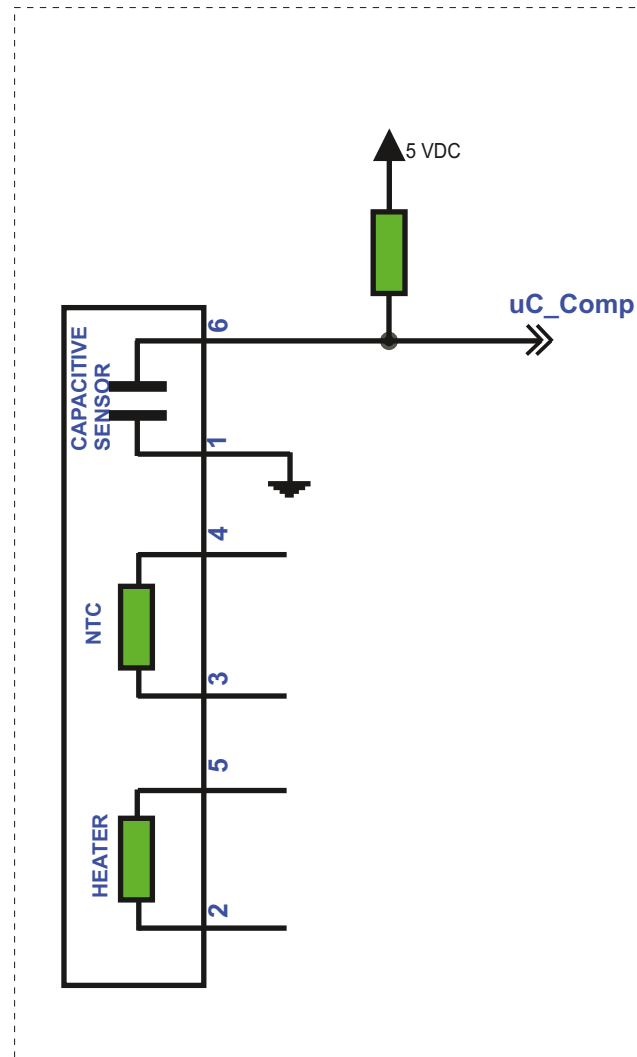 5 VDC
uC_Comp
6
CAPACITIVE
SENSOR
1
4
NTC
3
5
HEATER
2